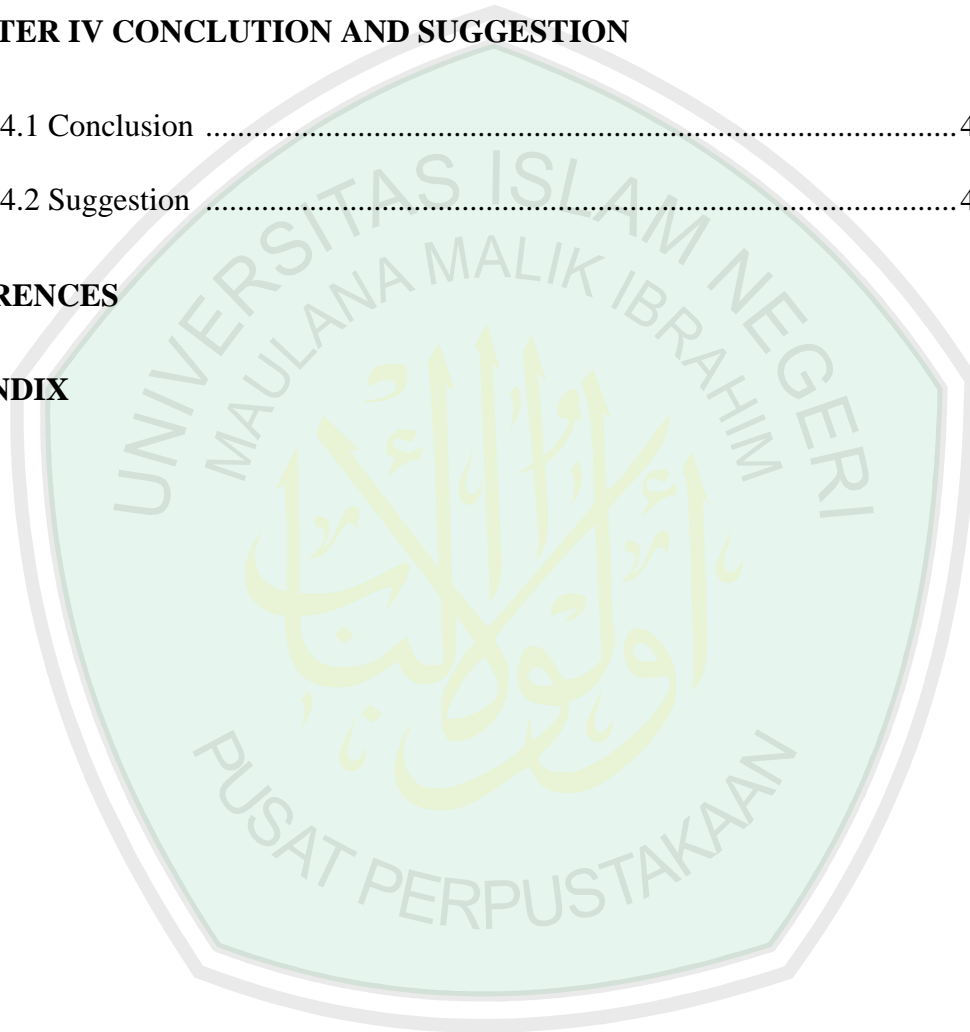 TER IV CONCLUTION AND SUGGESTION
4.1 Conclusion ........................................................................................ 4
4.2 Suggestion ........................................................................................ 4
RENCES
NDIX
UNIVERSITAS ISLAM NEGERI
MAULANA MALIK IBRAHIM
PUSAT PERPUSTAKAAN